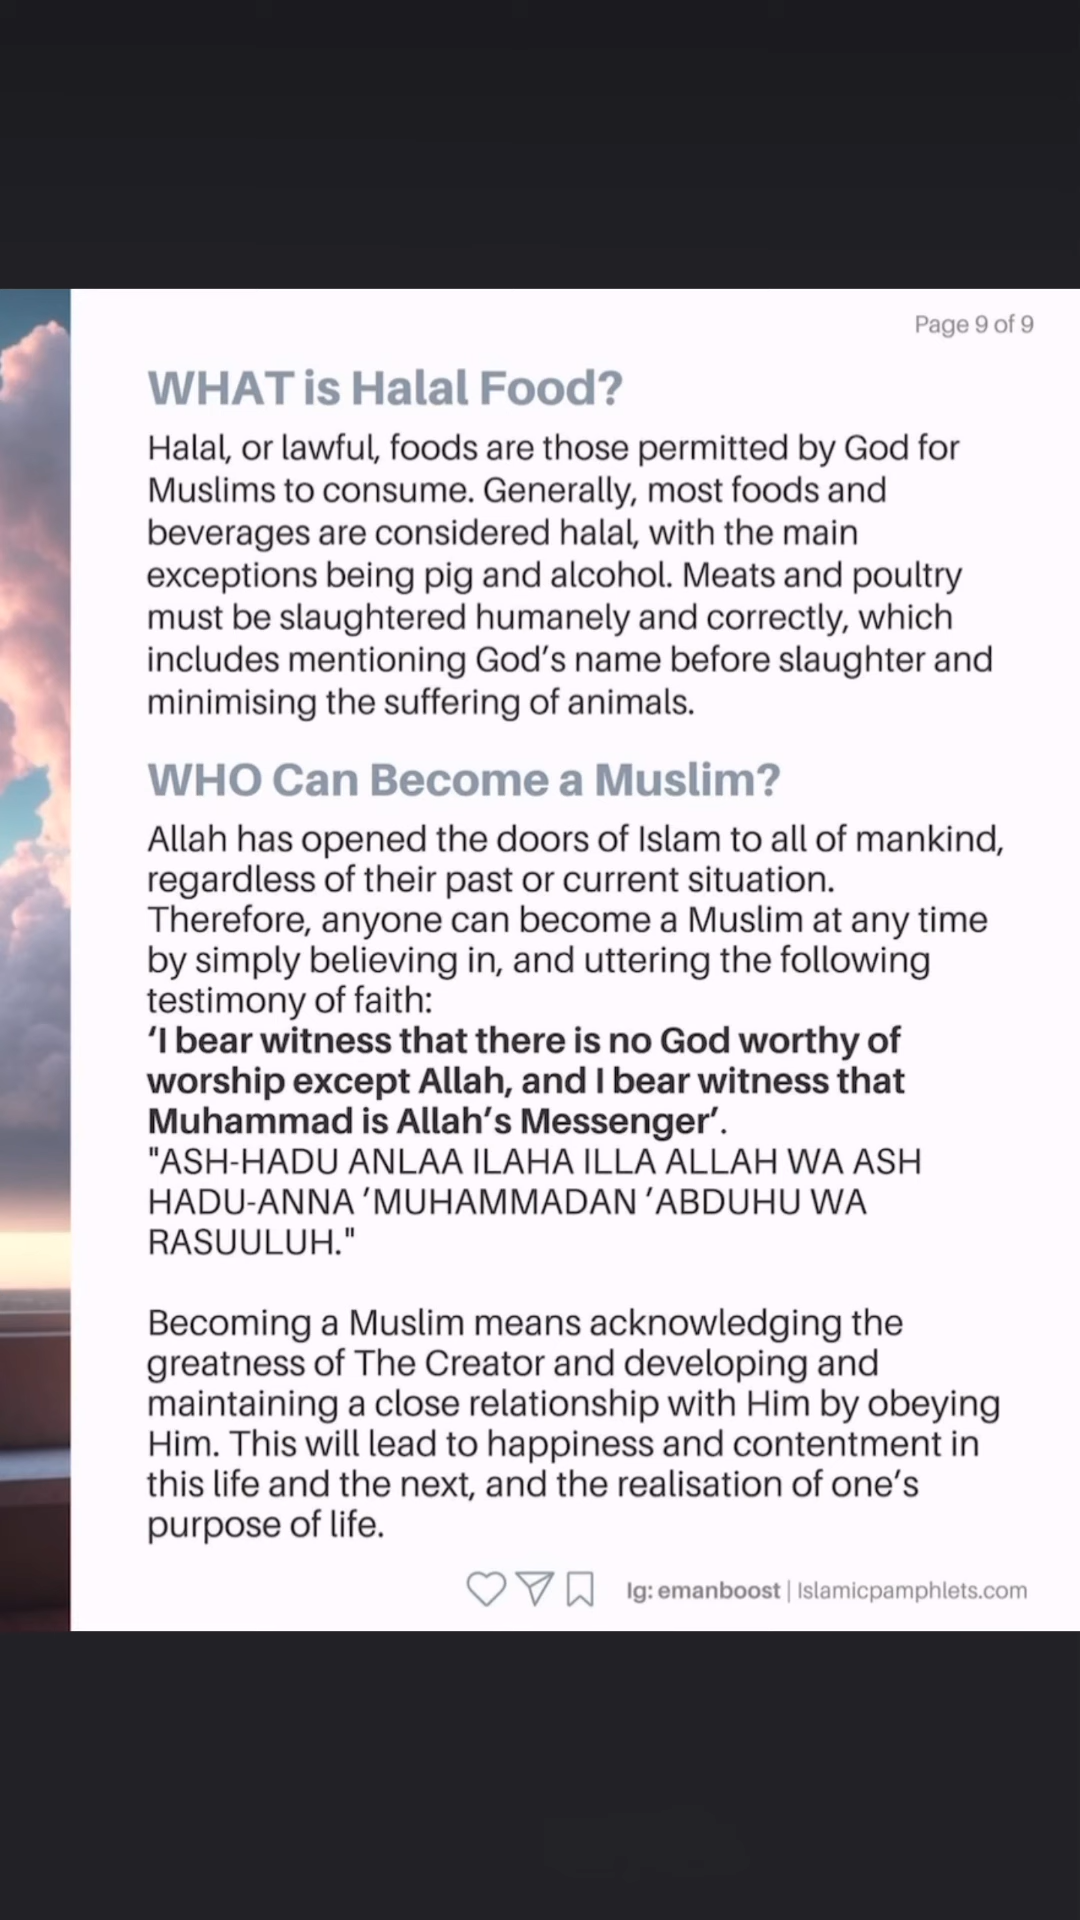 Page 9 of 9
WHAT is Halal Food?
Halal, or lawful, foods are those permitted by God for
Muslims to consume. Generally, most foods and
beverages are considered halal, with the main
exceptions being pig and alcohol. Meats and poultry
must be slaughtered humanely and correctly, which
includes mentioning God’s name before slaughter and
minimising the suffering of animals.
WHO Can Become a Muslim?
Allah has opened the doors of Islam to all of mankind,
regardless of their past or current situation.
Therefore, anyone can become a Muslim at any time
by simply believing in, and uttering the following
testimony of faith:
‘I bear witness that there is no God worthy of
worship except Allah, and I bear witness that
Muhammad is Allah’s Messenger’.
"ASH-HADU ANLAA ILAHA ILLA ALLAH WA ASH
HADU-ANNA ’MUHAMMADAN ’ABDUHU WA
RASUULUH."
Becoming a Muslim means acknowledging the
greatness of The Creator and developing and
maintaining a close relationship with Him by obeying
Him. This will lead to happiness and contentment in
this life and the next, and the realisation of one’s
purpose of life.
Ig: emanboost | Islamicpamphlets.com